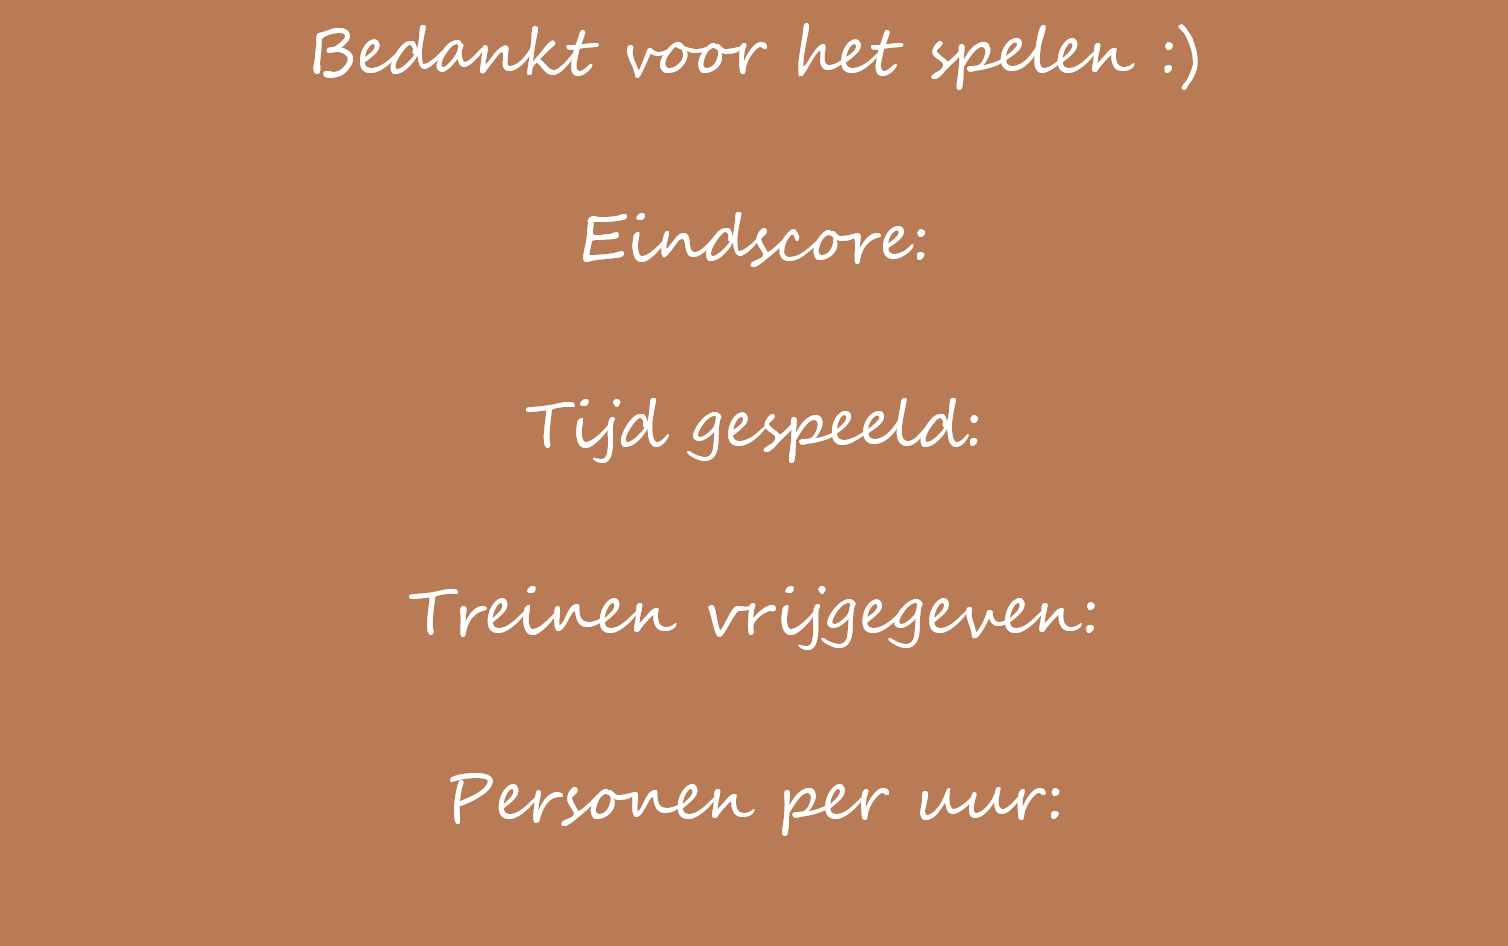 Bedankt voor het spelen :)
Eindscore:
Tijd gespeeld:
Treinen vrijgegeven:
Personen per uur: